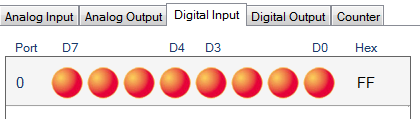 Analog Input Analog Output Digital Input Digital Output Counter
Port D7 D4 D3 D0 Hex
0 FF